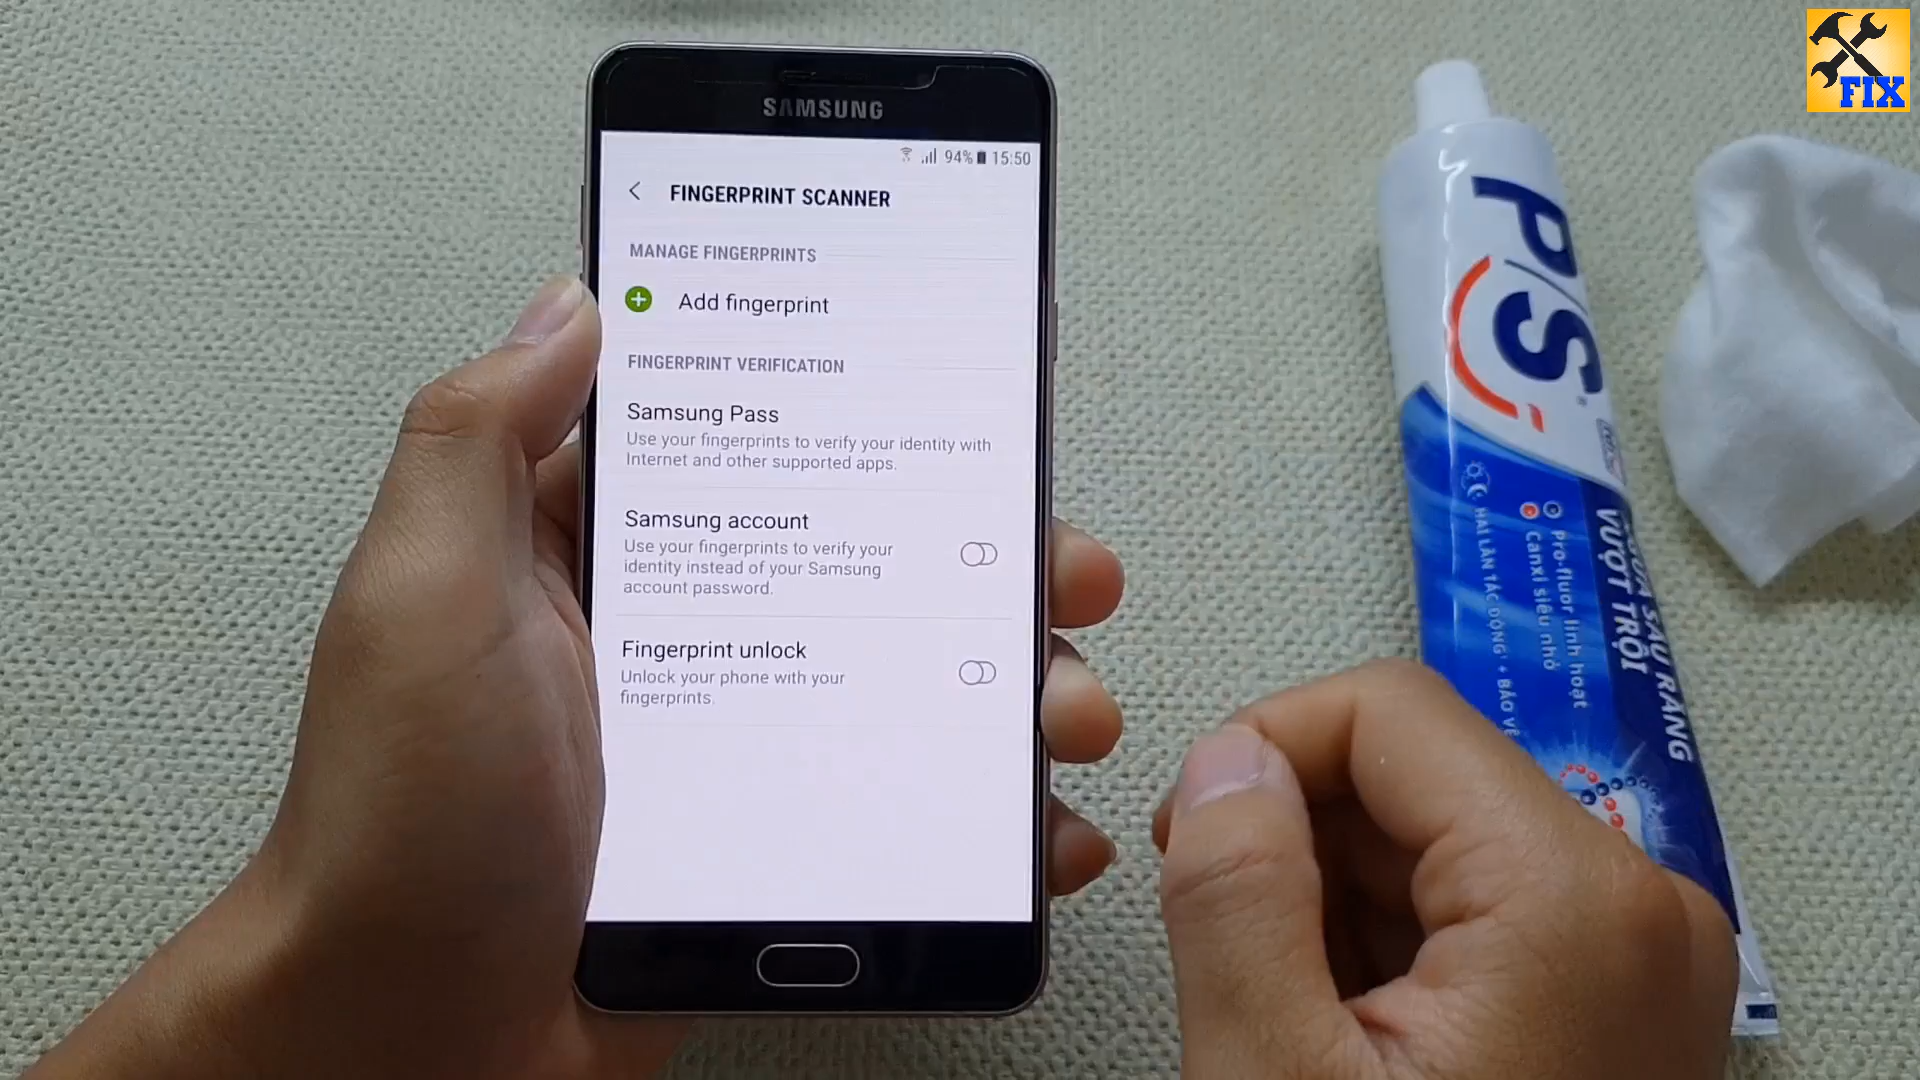 FIX
SAMSUNG
94% 15:50
FINGERPRINT SCANNER
MANAGE FINGERPRINTS
Add fingerprint
FINGERPRINT VERIFICATION
Samsung Pass
Use your fingerprints to verify your identity with
Internet and other supported apps.
Samsung account
Use your fingerprints to verify your
identity instead of your Samsung
account password.
Fingerprint unlock
Unlock your phone with your
fingerprints.
P/S
SÂU RĂNG
VƯỢT TRỘI
Pro-fluor linh hoạt
Canxi siêu nhỏ
HAI LẦN TÁC ĐỘNG + BẢO VỆ